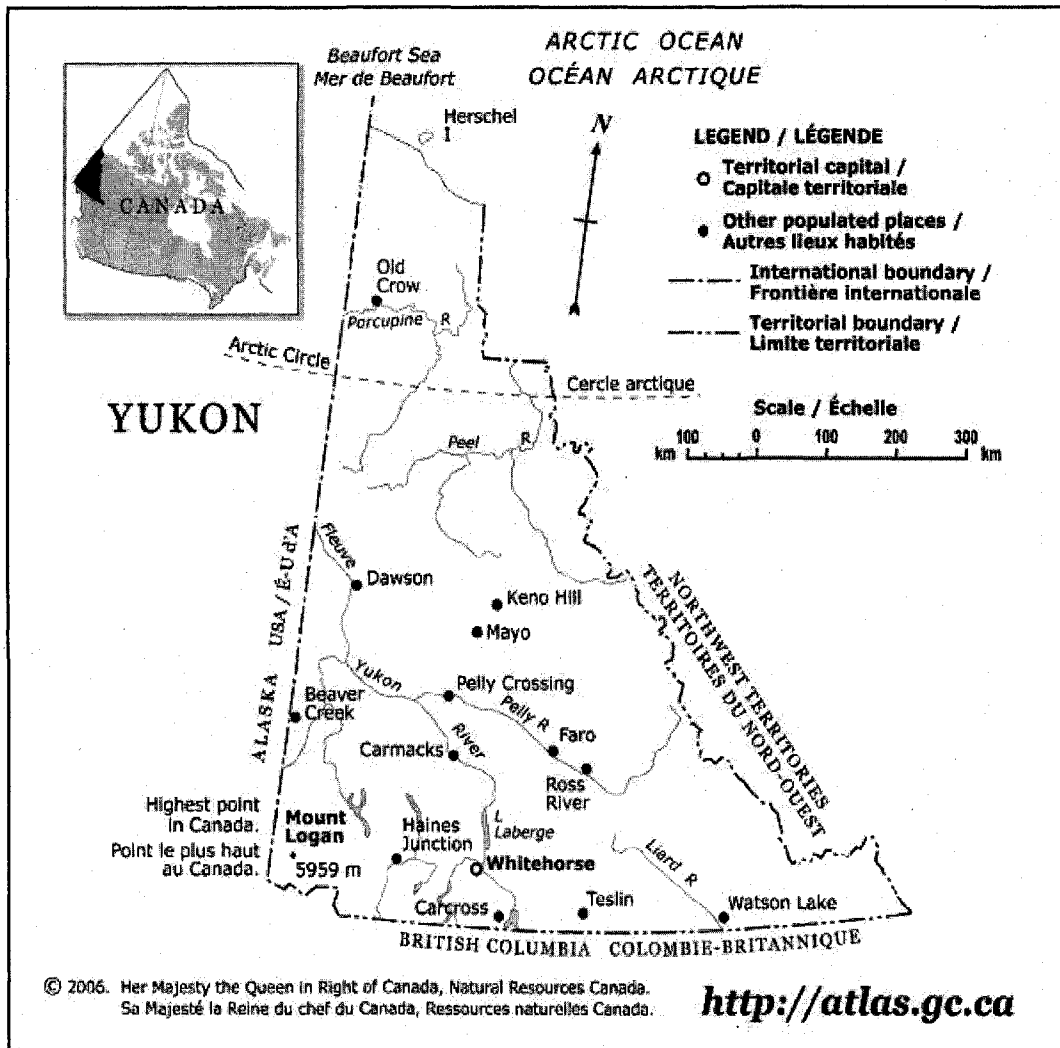 Beaufort Sea
Mer de Beaufort
ARCTIC OCEAN
OCÉAN ARCTIQUE
Herschel
I
N
CANADA
LEGEND / LÉGENDE
Territorial capital /
Capitale territoriale
Other populated places /
Autres lieux habités
International boundary /
Frontière internationale
Territorial boundary /
Limite territoriale
Old
Crow
Porcupine R
Arctic Circle
Cercle arctique
YUKON
Scale / Échelle
100 0 100 200 300
km km
Peel R
Fleuve
ALASKA USA / É-U d'A
Dawson
Keno Hill
Mayo
NORTHWEST TERRITORIES
TERRITOIRES DU NORD-OUEST
Yukon
River
Pelly Crossing
Pelly R
Beaver
Creek
Carmacks
Faro
Ross
River
Highest point
in Canada.
Point le plus haut
au Canada.
Mount
Logan
5959 m
Haines
Junction
L
Laberge
Whitehorse
Liard R
Carcross
Teslin
Watson Lake
BRITISH COLUMBIA COLOMBIE-BRITANNIQUE
© 2006. Her Majesty the Queen in Right of Canada, Natural Resources Canada.
Sa Majesté la Reine du chef du Canada, Ressources naturelles Canada.
http://atlas.gc.ca